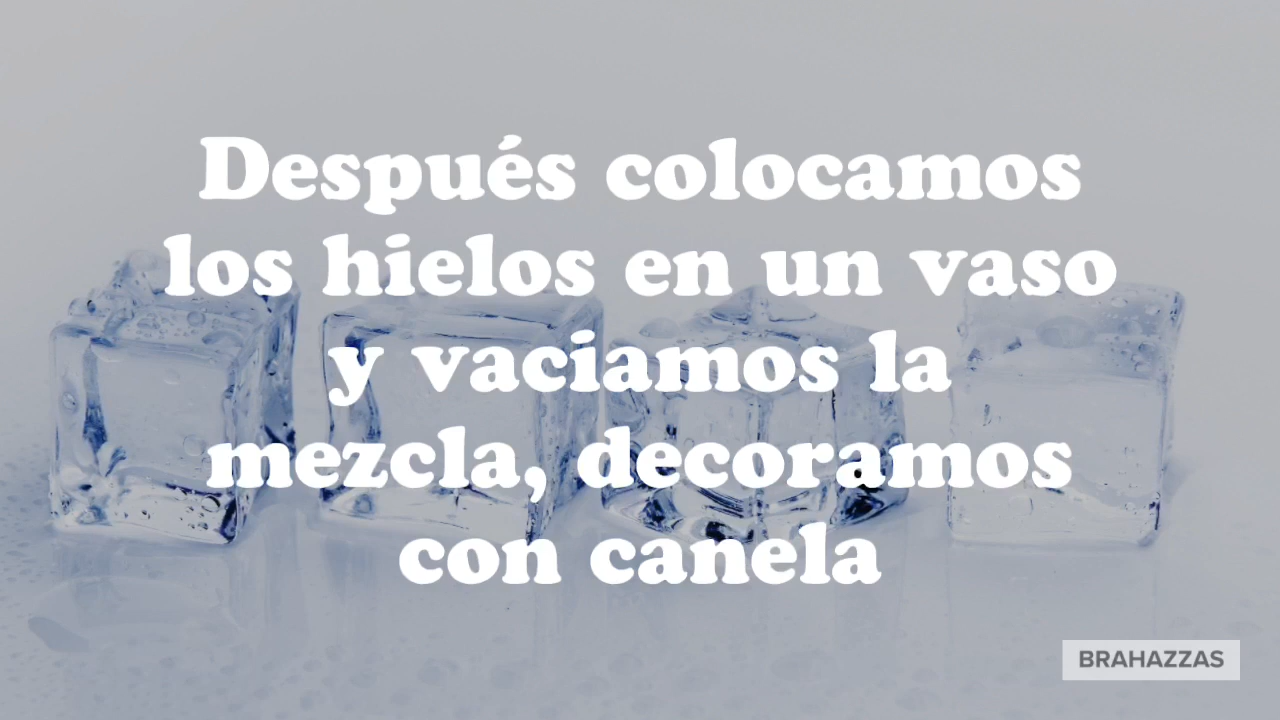 Después colocamos
los hielos en un vaso
y vaciamos la
mezcla, decoramos
con canela
BRAHAZZAS